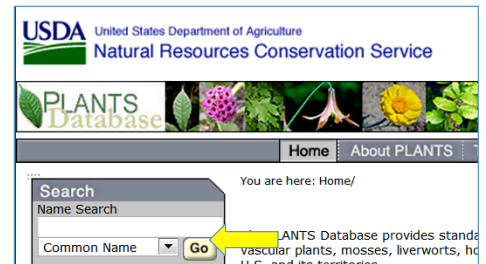 USDA United States Department of Agriculture
Natural Resources Conservation Service
PLANTS
Database
Home About PLANTS
You are here: Home/
Search
Name Search
Common Name Go
LANTS Database provides standa
vascular plants, mosses, liverworts, ho
U.S. and its territories